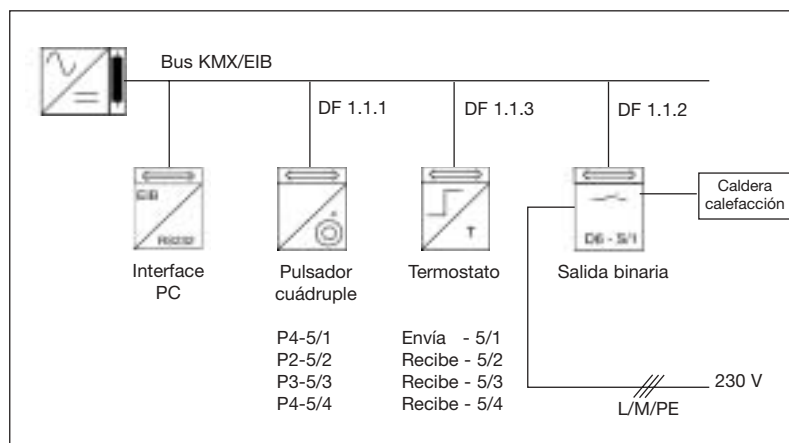 Bus KMX/EIB
DF 1.1.1
DF 1.1.3
DF 1.1.2
EIB
RS232
T
D6 - 5/1
Caldera
calefacción
Interface
PC
Pulsador
cuádruple
Termostato
Salida binaria
P4-5/1
P2-5/2
P3-5/3
P4-5/4
Envía - 5/1
Recibe - 5/2
Recibe - 5/3
Recibe - 5/4
230 V
L/M/PE